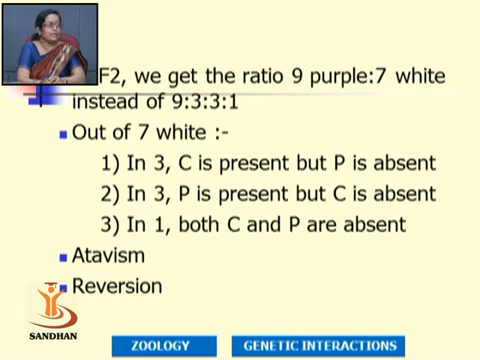 F2, we get the ratio 9 purple:7 white
instead of 9:3:3:1
Out of 7 white :-
1) In 3, C is present but P is absent
2) In 3, P is present but C is absent
3) In 1, both C and P are absent
Atavism
Reversion
SANDHAN
ZOOLOGY
GENETIC INTERACTIONS